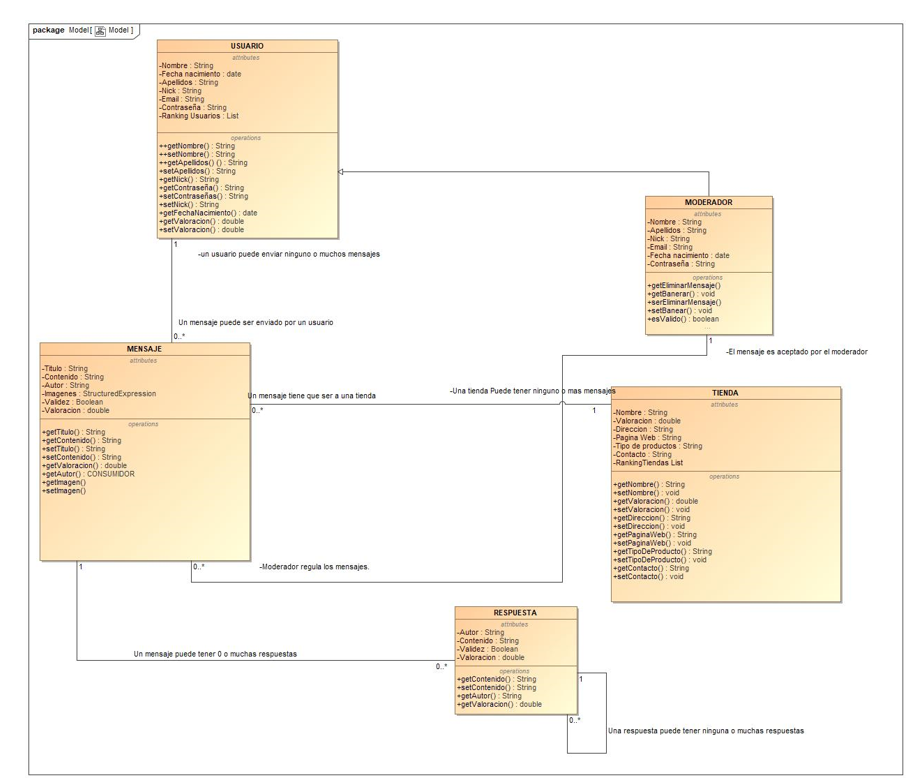 package Model[ Model ]
USUARIO
attributes
-Nombre : String
-Fecha nacimiento : date
-Apellidos : String
-Nick : String
-Email : String
-Contraseña : String
-Ranking Usuarios : List
operations
++getNombre() : String
++setNombre() : String
++getApellidos() () : String
+setApellidos() : String
+getNick() : String
+getContraseña() : String
+setContraseñas() : String
+setNick() : String
+getFechaNacimiento() : date
+getValoracion() : double
+setValoracion() : double
1
-un usuario puede enviar ninguno o muchos mensajes
Un mensaje puede ser enviado por un usuario
0..*
MODERADOR
attributes
-Nombre : String
-Apellidos : String
-Nick : String
-Email : String
-Fecha nacimiento : date
-Contraseña : String
operations
+getEliminarMensaje()
+getBanerar() : void
+serEliminarMensaje()
+setBanear() : void
+esValido() : boolean
...
1
-El mensaje es aceptado por el moderador
MENSAJE
attributes
-Titulo : String
-Contenido : String
-Autor : String
-Imagenes : StructuredExpression
-Validez : Boolean
-Valoracion : double
operations
+getTitulo() : String
+getContenido() : String
+setTitulo() : String
+setContenido() : String
+getValoracion() : double
+getAutor() : CONSUMIDOR
+getImagen()
+setImagen()
Un mensaje tiene que ser a una tienda
0..*
-Una tienda Puede tener ninguno o mas mensajes
1
TIENDA
attributes
-Nombre : String
-Valoracion : double
-Direccion : String
-Pagina Web : String
-Tipo de productos : String
-Contacto : String
-RankingTiendas List
operations
+getNombre() : String
+setNombre() : void
+getValoracion() : double
+setValoracion() : void
+getDireccion() : String
+setDireccion() : void
+getPaginaWeb() : String
+setPaginaWeb() : void
+getTipoDeProducto() : String
+setTipoDeProducto() : void
+getContacto() : String
+setContacto() : void
1
0..*
-Moderador regula los mensajes.
Un mensaje puede tener 0 o muchas respuestas
0..*
RESPUESTA
attributes
-Autor : String
-Contenido : String
-Validez : Boolean
-Valoracion : double
operations
+getContenido() : String
+setContenido() : String
+getAutor() : String
+getValoracion() : double
1
0..*
Una respuesta puede tener ninguna o muchas respuestas